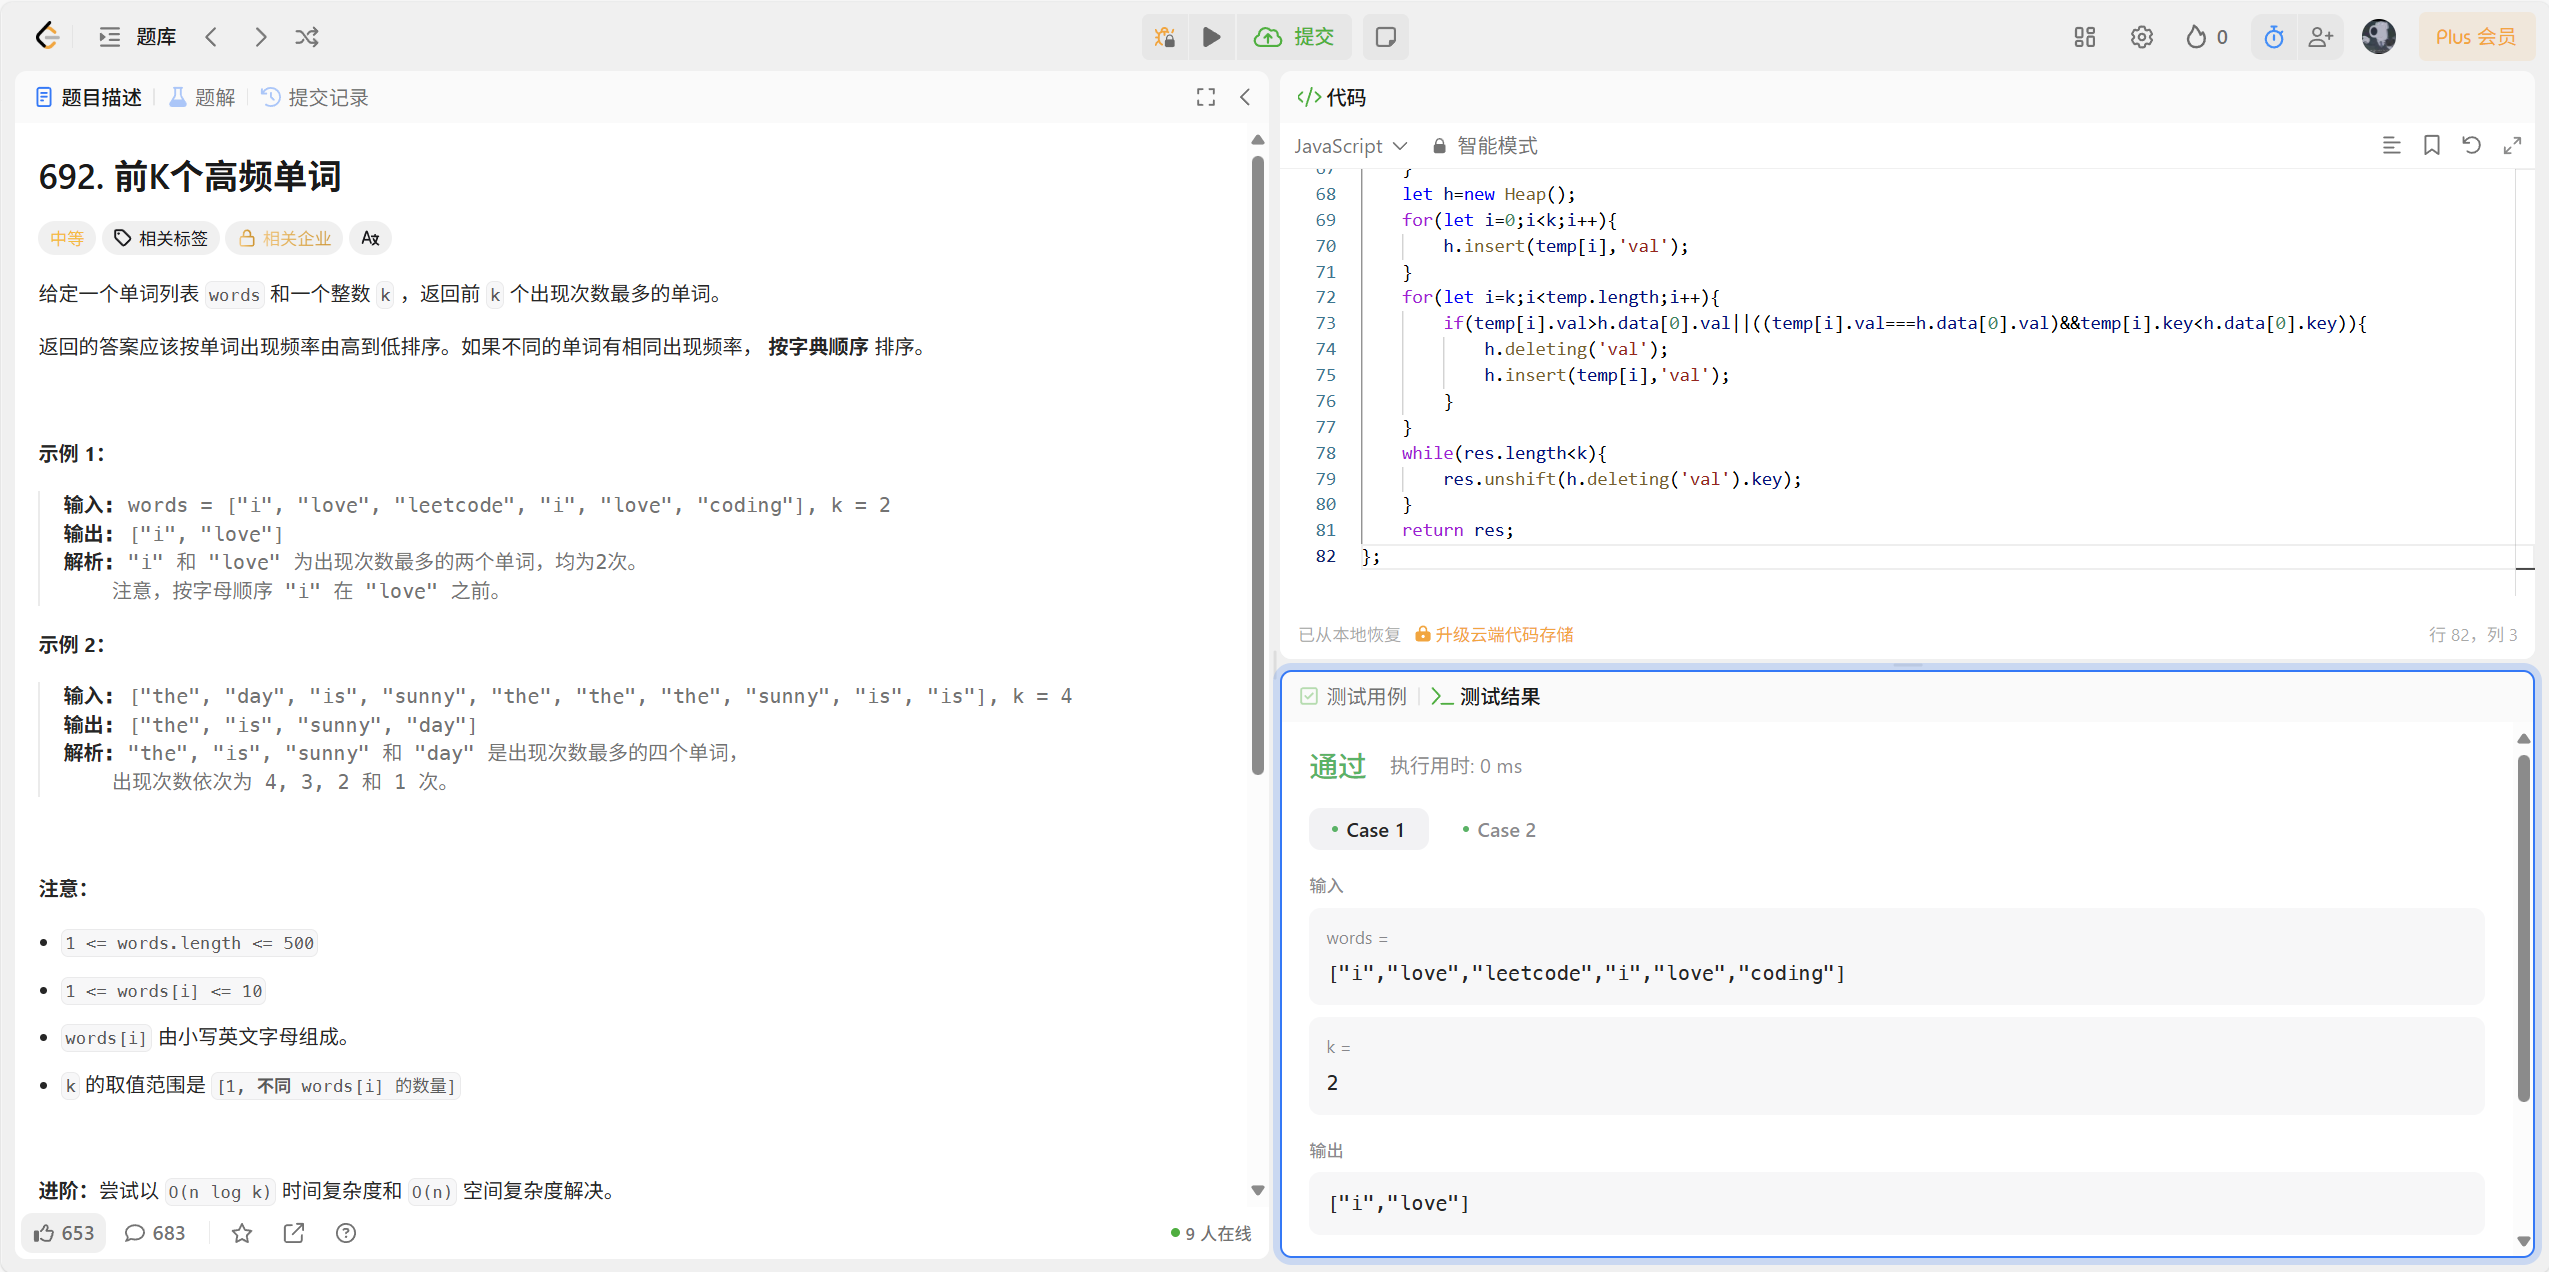 题库
提交
0
Plus 会员
题目描述
题解
提交记录
692. 前K个高频单词
中等
相关标签
相关企业
给定一个单词列表 words 和一个整数 k ，返回前 k 个出现次数最多的单词。
返回的答案应该按单词出现频率由高到低排序。如果不同的单词有相同出现频率， 按字典顺序 排序。
示例 1：
输入: words = ["i", "love", "leetcode", "i", "love", "coding"], k = 2
输出: ["i", "love"]
解析: "i" 和 "love" 为出现次数最多的两个单词，均为2次。
注意，按字母顺序 "i" 在 "love" 之前。
示例 2：
输入: ["the", "day", "is", "sunny", "the", "the", "the", "sunny", "is", "is"], k = 4
输出: ["the", "is", "sunny", "day"]
解析: "the", "is", "sunny" 和 "day" 是出现次数最多的四个单词，
出现次数依次为 4, 3, 2 和 1 次。
注意：
1 <= words.length <= 500
1 <= words[i] <= 10
words[i] 由小写英文字母组成。
k 的取值范围是 [1, 不同 words[i] 的数量]
进阶：尝试以 O(n log k) 时间复杂度和 O(n) 空间复杂度解决。
653
683
9 人在线
代码
JavaScript
智能模式
67 }
68 let h=new Heap();
69 for(let i=0;i<k;i++){
70 h.insert(temp[i],'val');
71 }
72 for(let i=k;i<temp.length;i++){
73 if(temp[i].val>h.data[0].val||((temp[i].val===h.data[0].val)&&temp[i].key<h.data[0].key)){
74 h.deleting('val');
75 h.insert(temp[i],'val');
76 }
77 }
78 while(res.length<k){
79 res.unshift(h.deleting('val').key);
80 }
81 return res;
82 };
已从本地恢复
升级云端代码存储
行 82，列 3
测试用例
测试结果
通过
执行用时: 0 ms
Case 1
Case 2
输入
words =
["i","love","leetcode","i","love","coding"]
k =
2
输出
["i","love"]